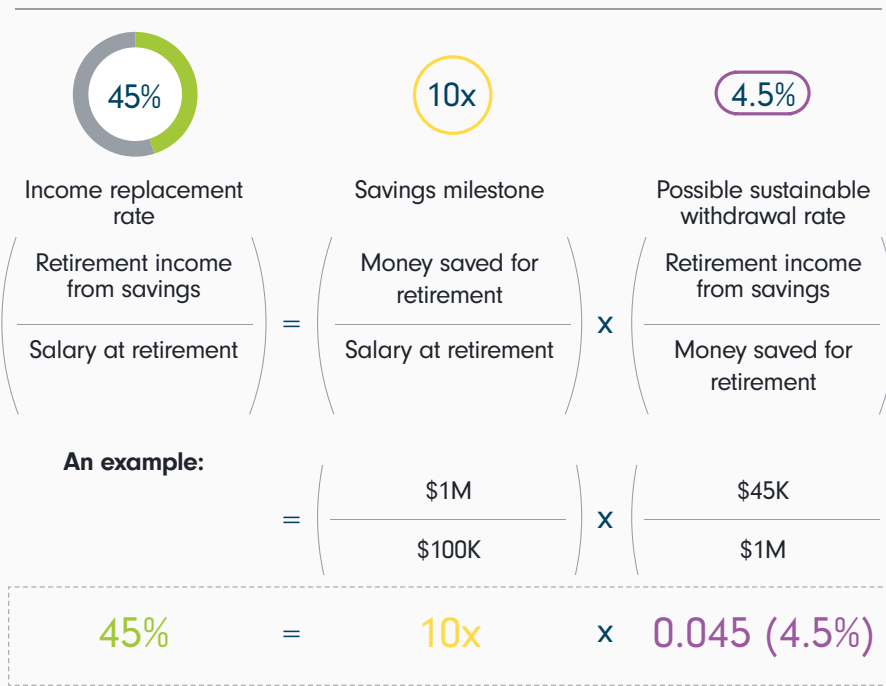 45%
10x
4.5%
Income replacement
rate
Savings milestone
Possible sustainable
withdrawal rate
Retirement income
from savings
Salary at retirement
=
Money saved for
retirement
Salary at retirement
x
Retirement income
from savings
Money saved for
retirement
An example:
=
$1M
$100K
x
$45K
$1M
45% = 10x x 0.045 (4.5%)